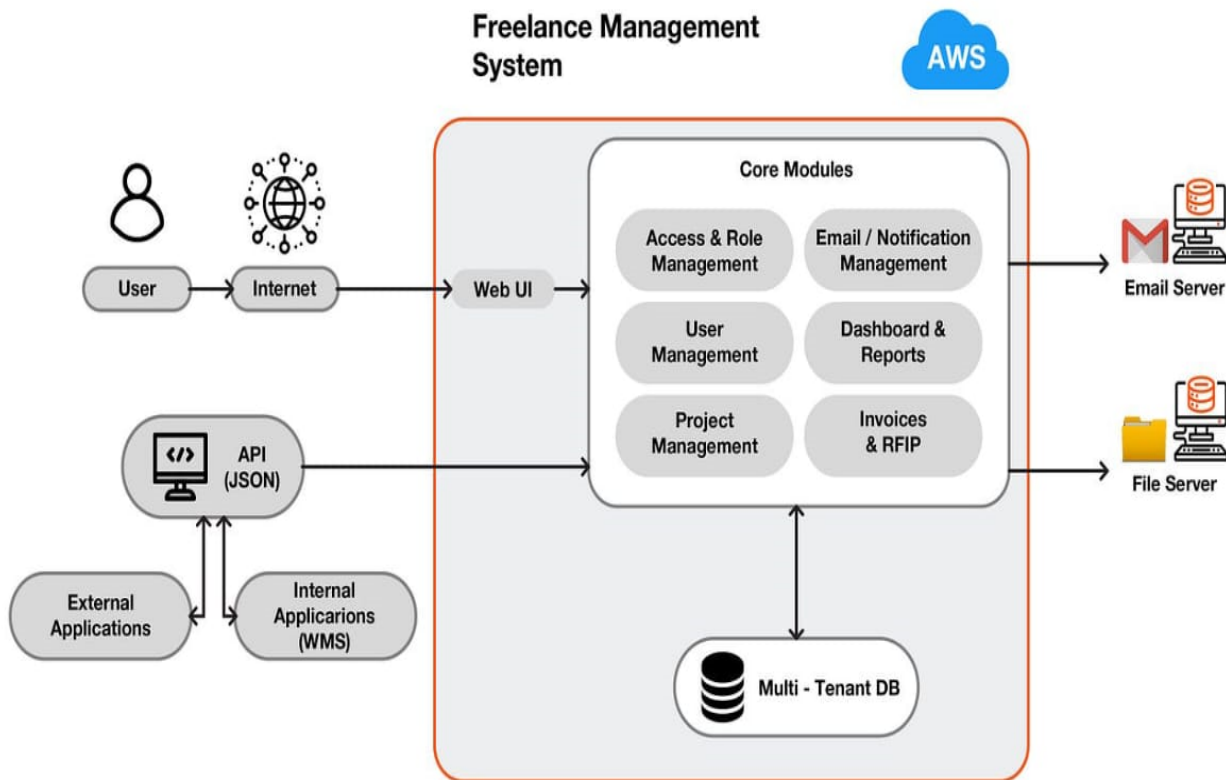 Freelance Management
System
AWS
Core Modules
Access & Role
Management
Email / Notification
Management
User
Internet
Web UI
Email Server
User
Management
Dashboard &
Reports
Project
Management
Invoices
& RFIP
</>
API
(JSON)
File Server
External
Applications
Internal
Applicarions
(WMS)
Multi - Tenant DB